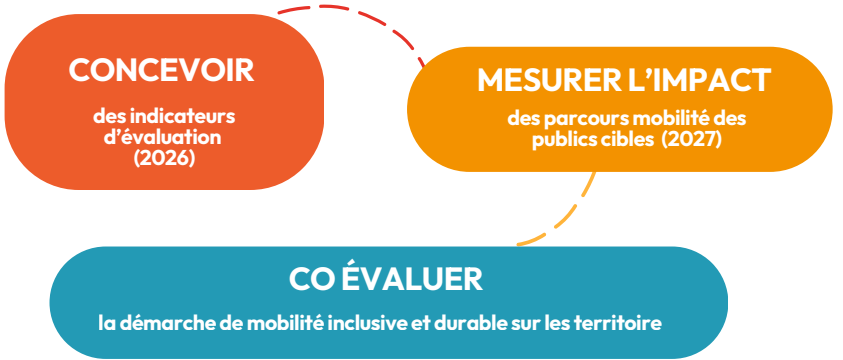 CONCEVOIR
des indicateurs
d'évaluation
(2026)
MESURER L'IMPACT
des parcours mobilité des
publics cibles (2027)
CO ÉVALUER
la démarche de mobilité inclusive et durable sur les territoire